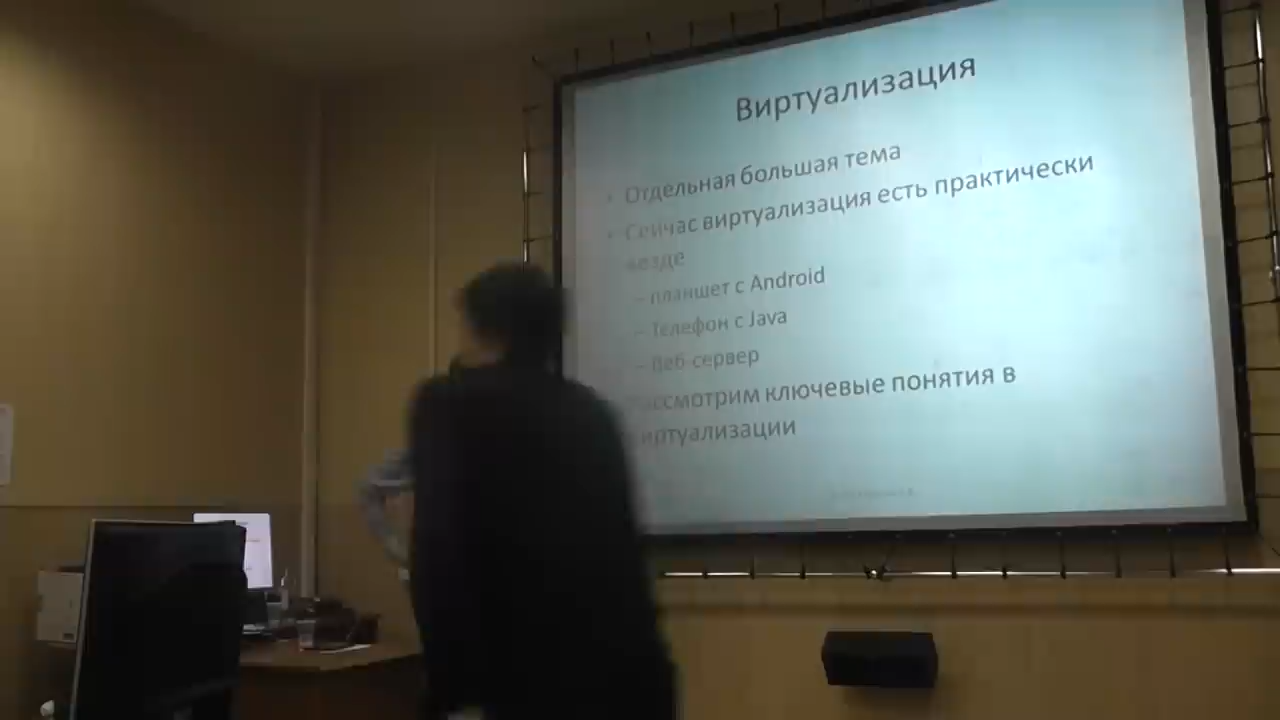 Виртуализация
• Отдельная большая тема
• Сейчас виртуализация есть практически
везде
– планшет с Android
– Телефон с Java
– Веб-сервер
Рассмотрим ключевые понятия в
виртуализации